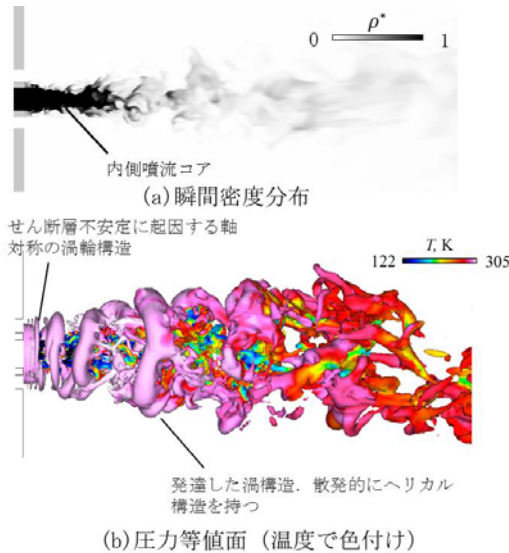 ρ*
0 1
内側噴流コア
(a)瞬間密度分布
せん断層不安定に起因する軸
対称の渦輪構造
T, K
122 305
発達した渦構造．散発的にヘリカル
構造を持つ
(b)圧力等値面（温度で色付け）